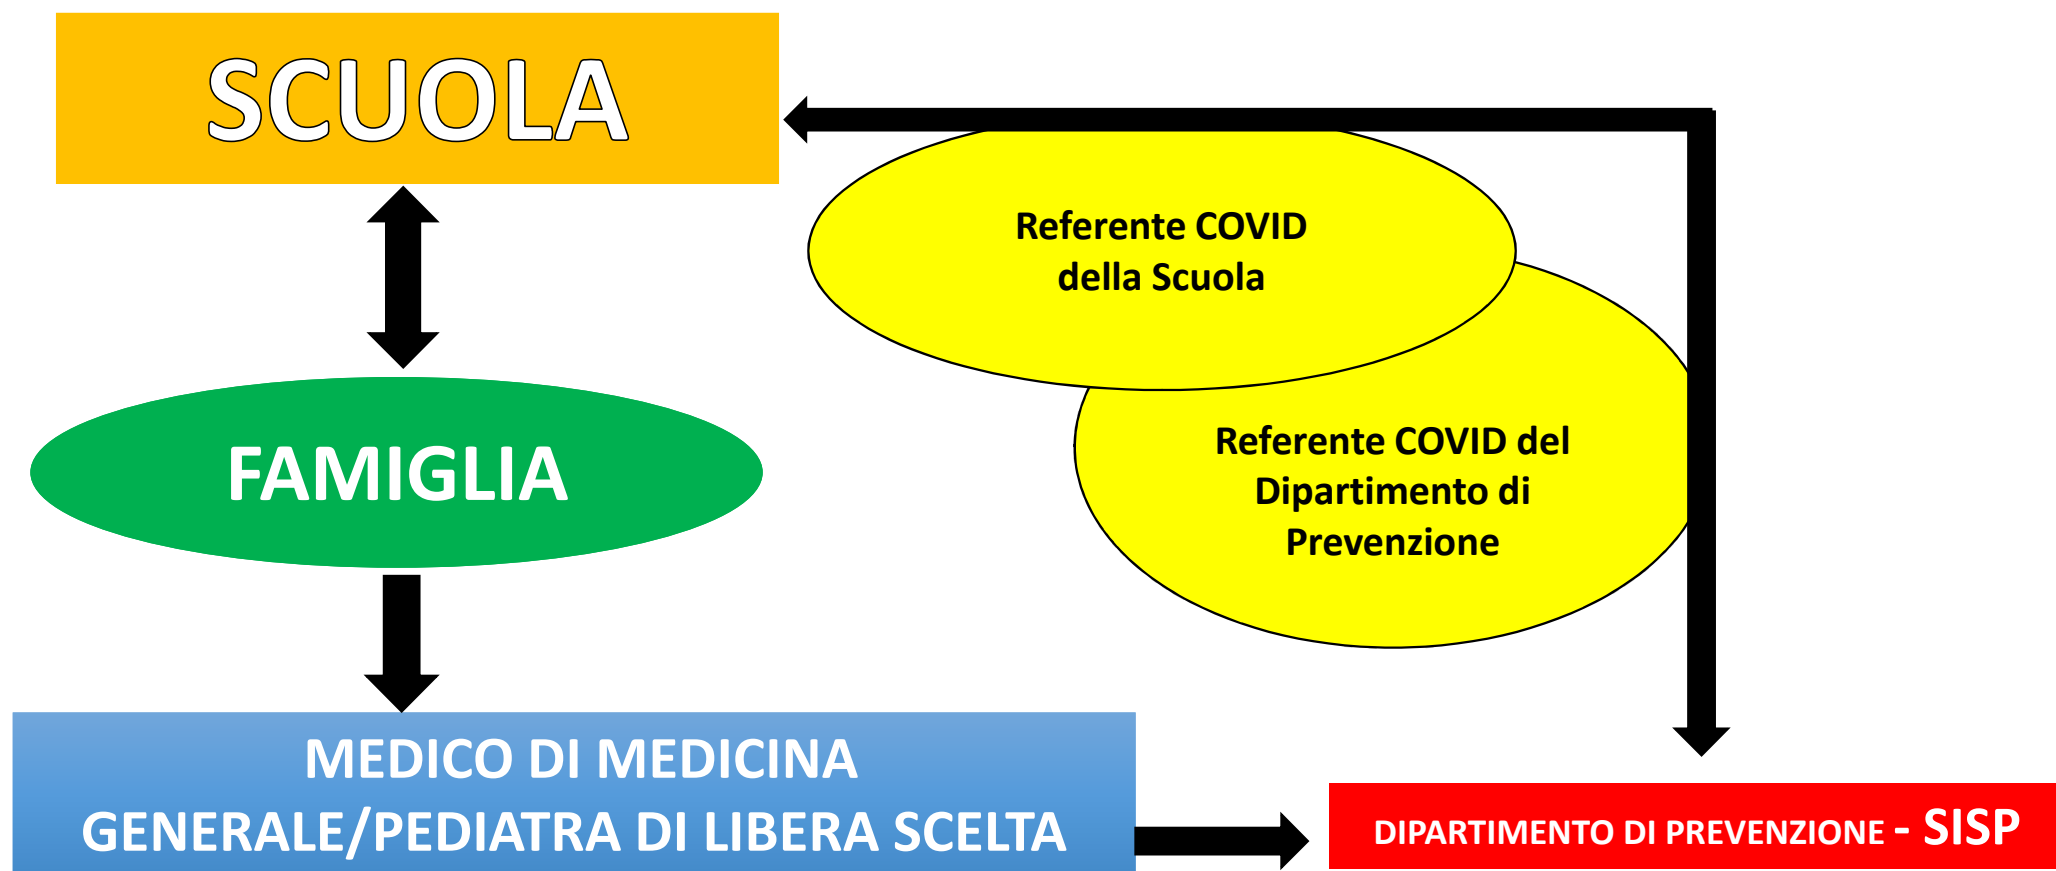 SCUOLA
Referente COVID
della Scuola
FAMIGLIA
Referente COVID del
Dipartimento di
Prevenzione
MEDICO DI MEDICINA
GENERALE/PEDIATRA DI LIBERA SCELTA
DIPARTIMENTO DI PREVENZIONE - SISP